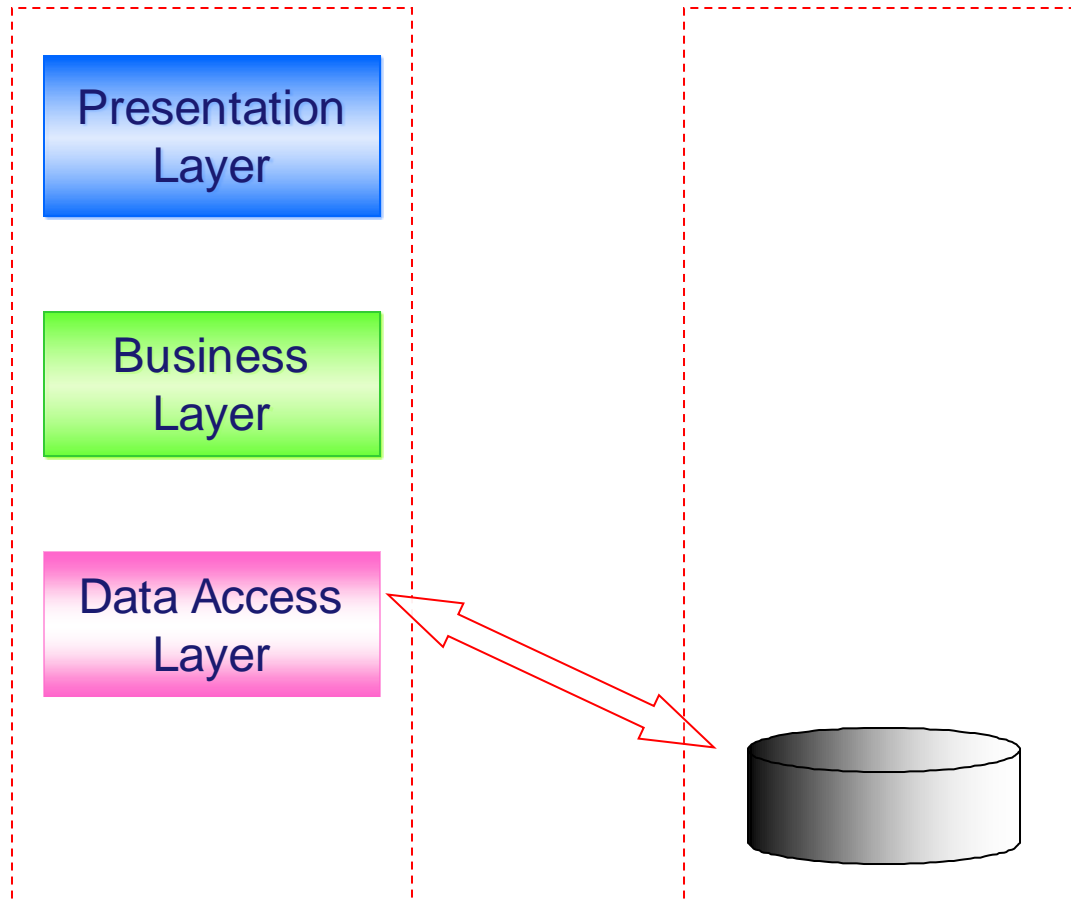 Presentation
Layer
Business
Layer
Data Access
Layer